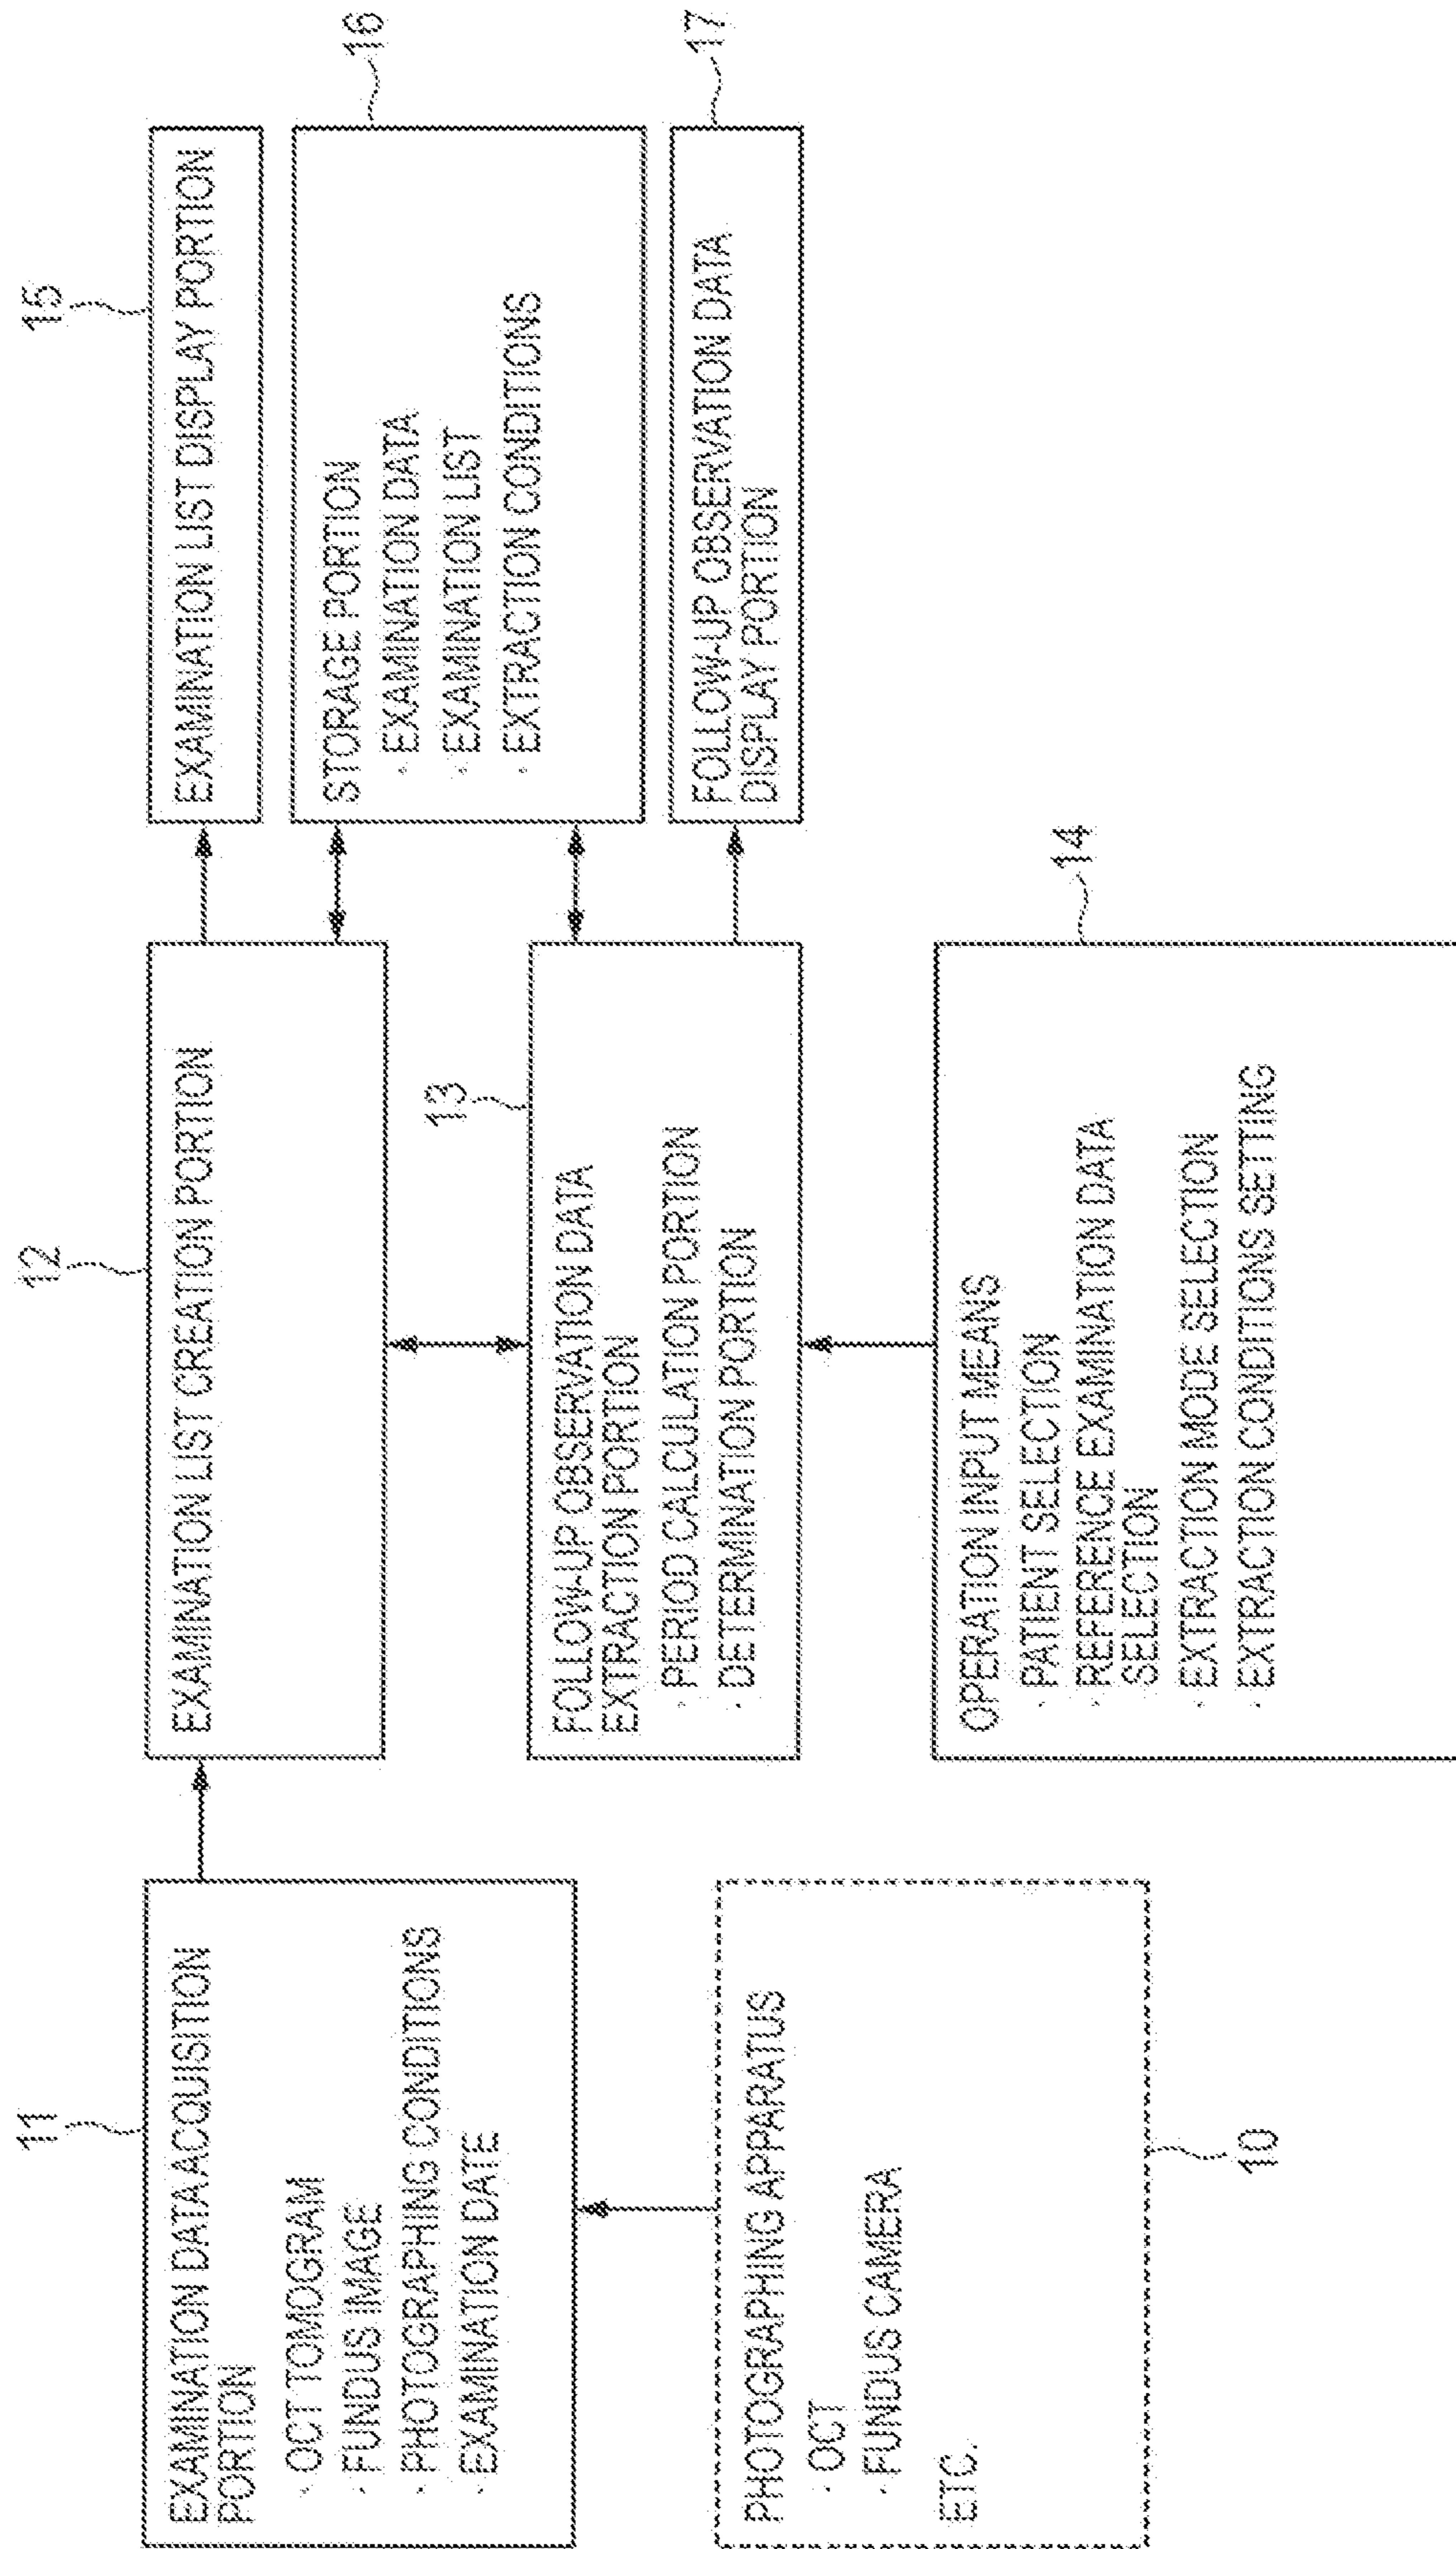 11
EXAMINATION DATA ACQUISITION
PORTION
· OCT TOMOGRAM
· FUNDUS IMAGE
· PHOTOGRAPHING CONDITIONS
· EXAMINATION DATE
PHOTOGRAPHING APPARATUS
· OCT
· FUNDUS CAMERA
ETC.
10
12
EXAMINATION LIST CREATION PORTION
13
FOLLOW-UP OBSERVATION DATA
EXTRACTION PORTION
· PERIOD CALCULATION PORTION
· DETERMINATION PORTION
14
OPERATION INPUT MEANS
· PATIENT SELECTION
· REFERENCE EXAMINATION DATA
SELECTION
· EXTRACTION MODE SELECTION
· EXTRACTION CONDITIONS SETTING
15
EXAMINATION LIST DISPLAY PORTION
16
STORAGE PORTION
· EXAMINATION DATA
· EXAMINATION LIST
· EXTRACTION CONDITIONS
17
FOLLOW-UP OBSERVATION DATA
DISPLAY PORTION